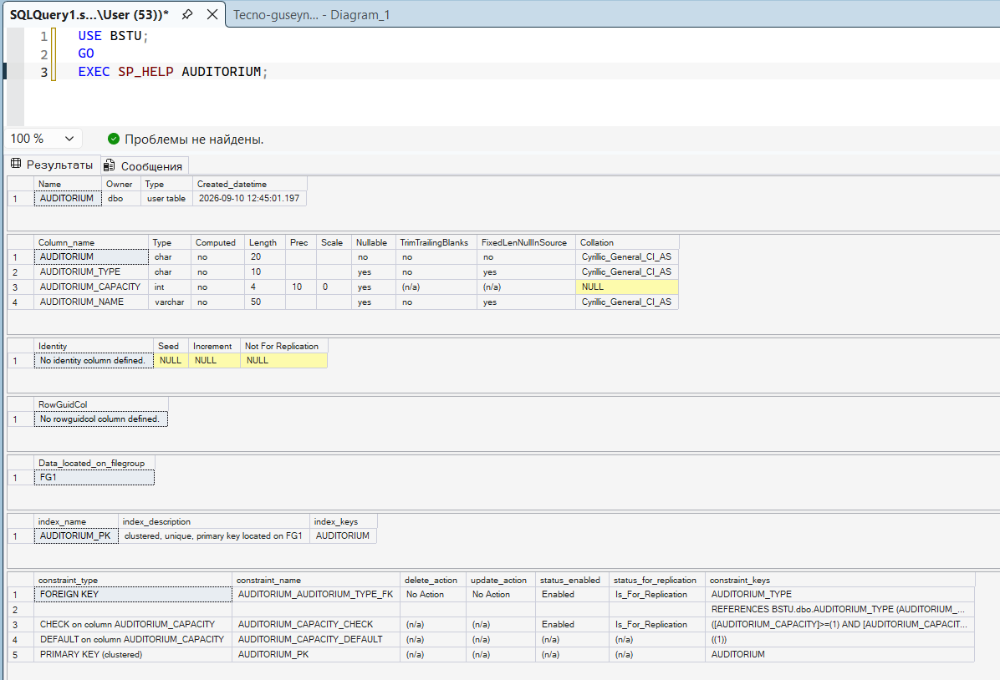 SQLQuery1.s...\User (53))* Tecno-guseyn... - Diagram_1
1 USE BSTU;
2 GO
3 EXEC SP_HELP AUDITORIUM;
100 % Проблемы не найдены.
Результаты Сообщения
Name Owner Type Created_datetime
1 AUDITORIUM dbo user table 2026-09-10 12:45:01.197
Column_name Type Computed Length Prec Scale Nullable TrimTrailingBlanks FixedLenNullInSource Collation
1 AUDITORIUM char no 20 no no no Cyrillic_General_CI_AS
2 AUDITORIUM_TYPE char no 10 yes no yes Cyrillic_General_CI_AS
3 AUDITORIUM_CAPACITY int no 4 10 0 yes (n/a) (n/a) NULL
4 AUDITORIUM_NAME varchar no 50 yes no yes Cyrillic_General_CI_AS
Identity Seed Increment Not For Replication
1 No identity column defined. NULL NULL NULL
RowGuidCol
1 No rowguidcol column defined.
Data_located_on_filegroup
1 FG1
index_name index_description index_keys
1 AUDITORIUM_PK clustered, unique, primary key located on FG1 AUDITORIUM
constraint_type constraint_name delete_action update_action status_enabled status_for_replication constraint_keys
1 FOREIGN KEY AUDITORIUM_AUDITORIUM_TYPE_FK No Action No Action Enabled Is_For_Replication AUDITORIUM_TYPE
2 REFERENCES BSTU.dbo.AUDITORIUM_TYPE (AUDITORIUM_...
3 CHECK on column AUDITORIUM_CAPACITY AUDITORIUM_CAPACITY_CHECK (n/a) (n/a) Enabled Is_For_Replication ([AUDITORIUM_CAPACITY]>=(1) AND [AUDITORIUM_CAPACIT...
4 DEFAULT on column AUDITORIUM_CAPACITY AUDITORIUM_CAPACITY_DEFAULT (n/a) (n/a) (n/a) (n/a) ((1))
5 PRIMARY KEY (clustered) AUDITORIUM_PK (n/a) (n/a) (n/a) (n/a) AUDITORIUM